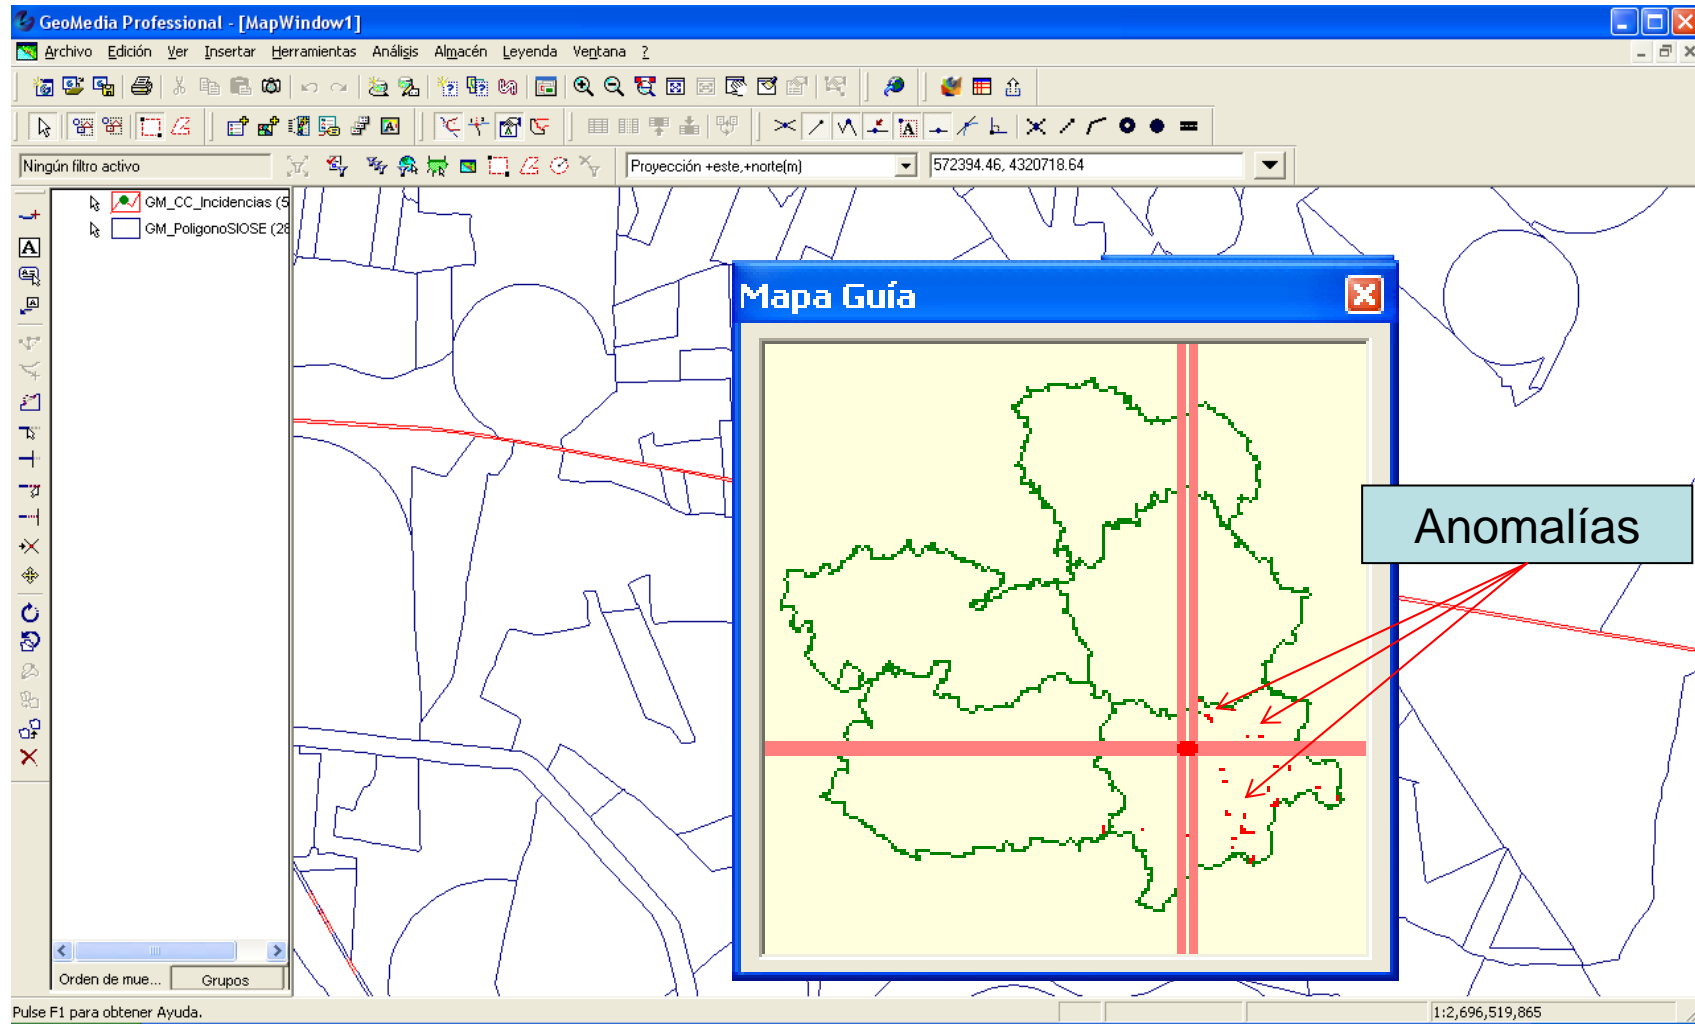 GeoMedia Professional - [MapWindow1]
Archivo Edición Ver Insertar Herramientas Análisis Almacén Leyenda Ventana ?
Ningún filtro activo
Proyección +este,+norte(m)
572394.46, 4320718.64
GM_CC_Incidencias (5
GM_PoligonoSIOSE (28
Mapa Guía
Anomalías
Orden de mue... Grupos
Pulse F1 para obtener Ayuda.
1:2,696,519,865